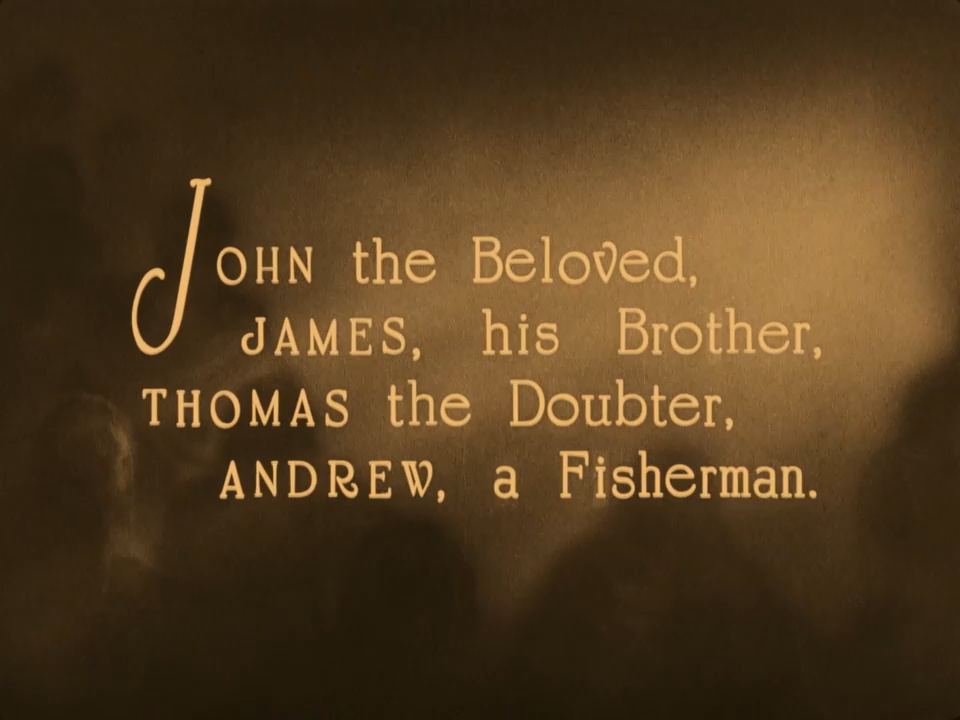 JOHN the Beloved,
JAMES, his Brother,
THOMAS the Doubter,
ANDREW, a Fisherman.